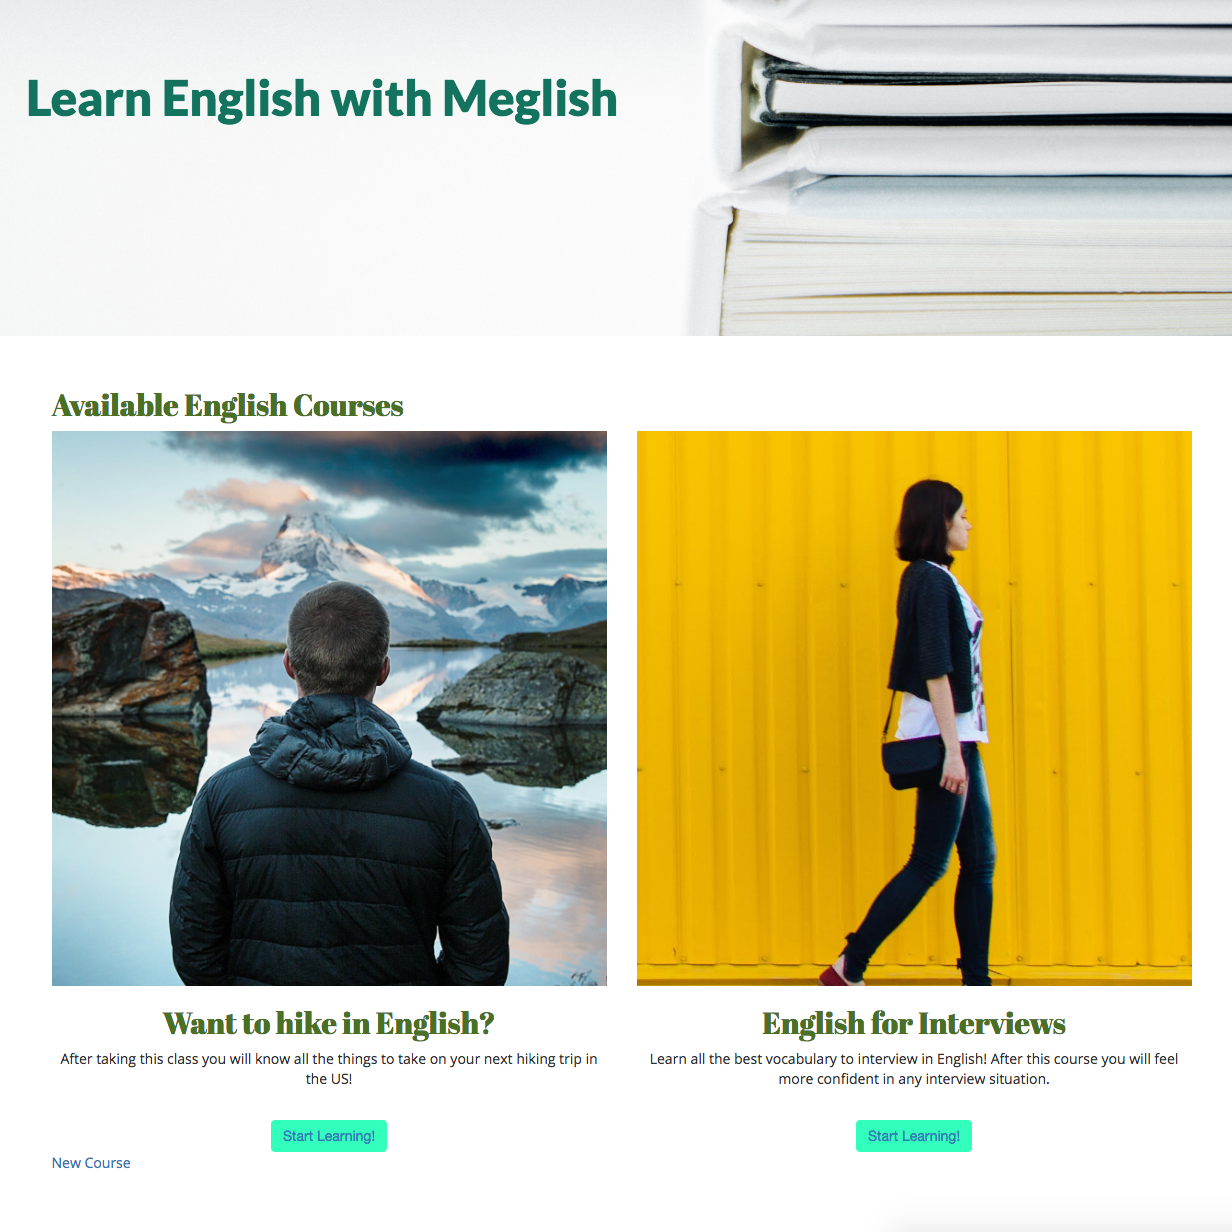 Learn English with Meglish
Available English Courses
Want to hike in English?
After taking this class you will know all the things to take on your next hiking trip in
the US!
Start Learning!
English for Interviews
Learn all the best vocabulary to interview in English! After this course you will feel
more confident in any interview situation.
Start Learning!
New Course